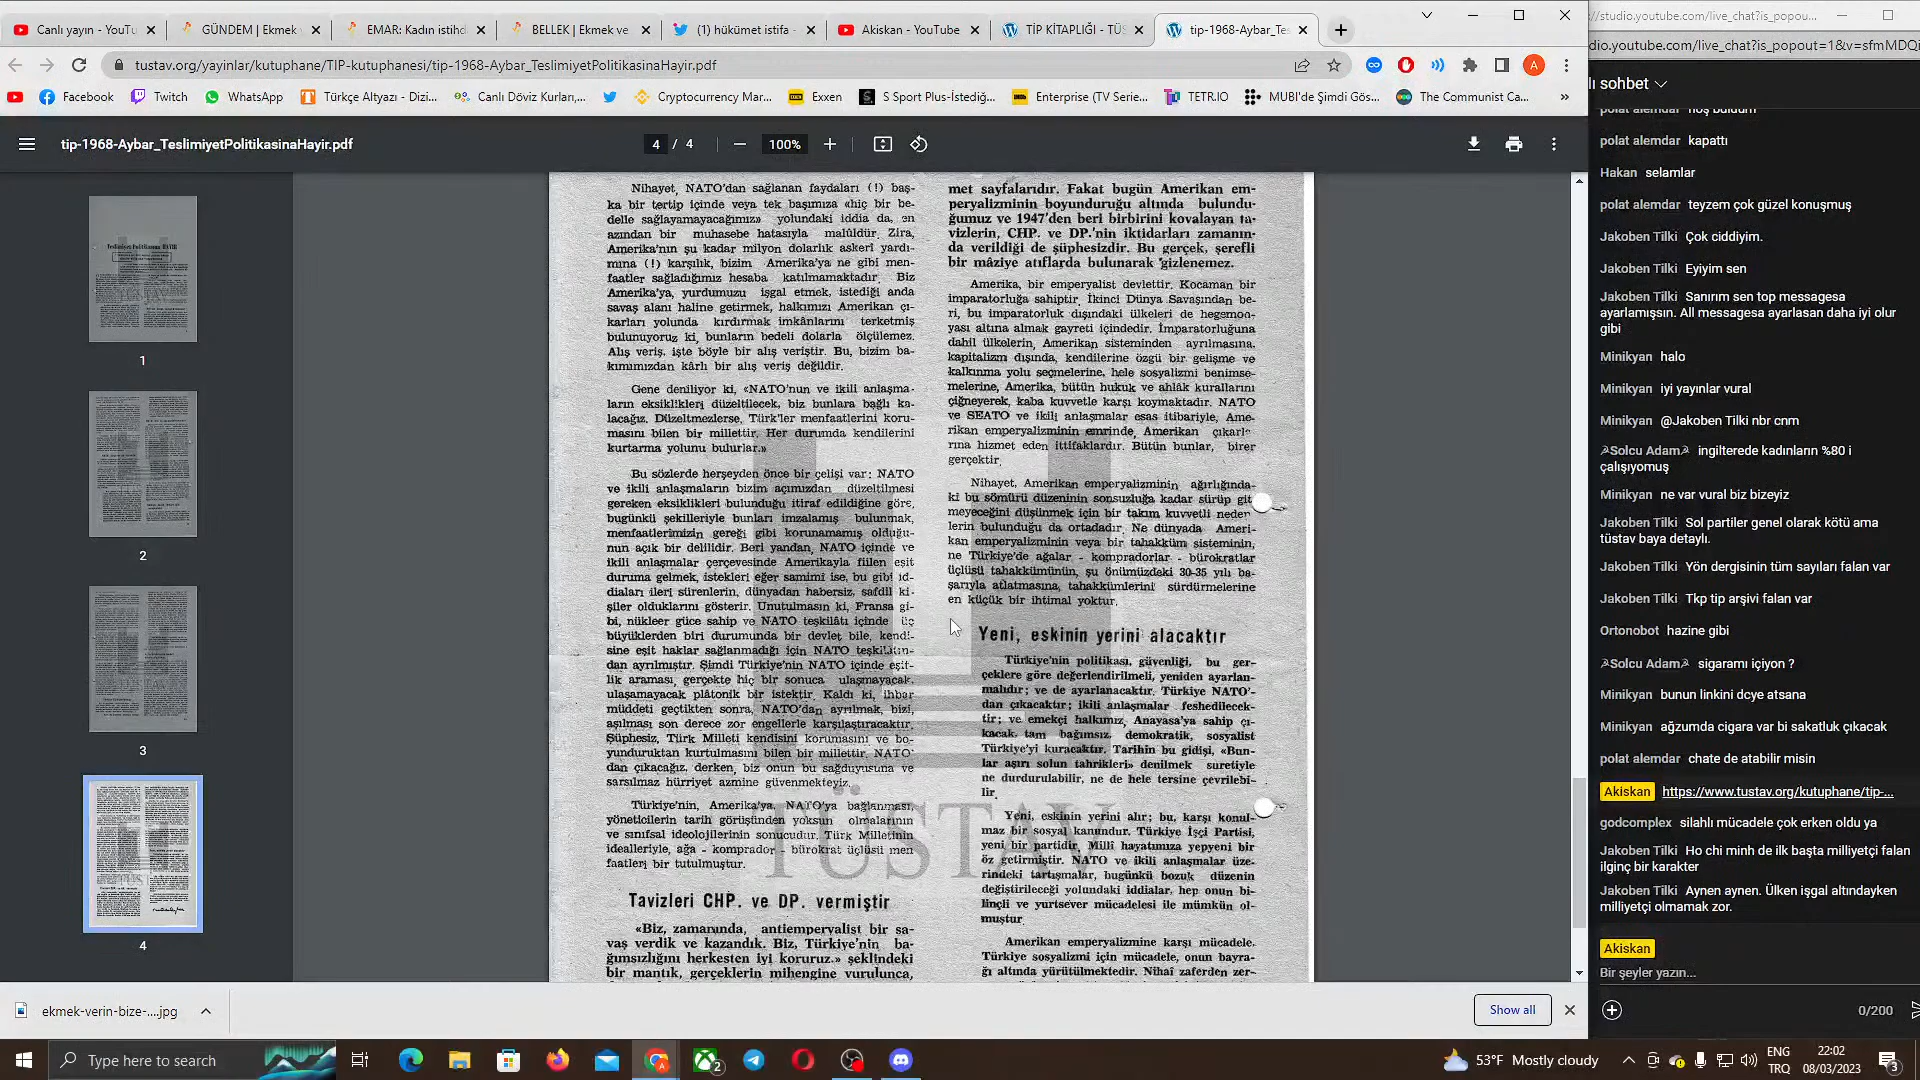 Canlı yayın - YouTu
GÜNDEM | Ekmek
EMAR: Kadın istihd
BELLEK | Ekmek ve
(1) hükümet istifa -
Akiskan - YouTube
TİP KİTAPLIĞI - TÜS
tip-1968-Aybar_Tes
tustav.org/yayinlar/kutuphane/TIP-kutuphanesi/tip-1968-Aybar_TeslimiyetPolitikasinaHayir.pdf
Facebook
Twitch
WhatsApp
Türkçe Altyazı - Dizi...
Canlı Döviz Kurları,...
Cryptocurrency Mar...
Exxen
S Sport Plus-İstediğ...
Enterprise (TV Serie...
TETR.IO
MUBI'de Şimdi Gös...
The Communist Ca...
tip-1968-Aybar_TeslimiyetPolitikasinaHayir.pdf
4 / 4
100%
1
2
3
4
Nihayet, NATO'dan sağlanan faydaları (!) baş-
ka bir tertip içinde veya tek başımıza «hiç bir be-
delle sağlayamayacağımız» yolundaki iddia da, en
azından bir muhasebe hatasıyla malûldür. Zira,
Amerika'nın şu kadar milyon dolarlık askerî yardı-
mına (!) karşılık, bizim Amerika'ya ne gibi men-
faatler sağladığımız hesaba katılmamaktadır. Biz
Amerika'ya, yurdumuzu işgal etmek, istediği anda
savaş alanı haline getirmek, halkımızı Amerikan çı-
karları yolunda kırdırmak imkânlarını terketmiş
bulunuyoruz ki, bunların bedeli dolarla ölçülemez.
Alış veriş, işte böyle bir alış veriştir. Bu, bizim ba-
kımımızdan kârlı bir alış veriş değildir.
Gene deniliyor ki, «NATO'nun ve ikili anlaşma-
ların eksiklikleri düzeltilecek, biz bunlara bağlı ka-
lacağız. Düzeltmezlerse, Türk'ler menfaatlerini koru-
masını bilen bir millettir. Her durumda kendilerini
kurtarma yolunu bulurlar.»
Bu sözlerde herşeyden önce bir çelişi var: NATO
ve ikili anlaşmaların bizim açımızdan düzeltilmesi
gereken eksiklikleri bulunduğu itiraf edildiğine göre,
bugünkü şekilleriyle bunları imzalamış bulunmak,
menfaatlerimizin gereği gibi korunamamış olduğu-
nun açık bir delilidir. Beri yandan, NATO içinde ve
ikili anlaşmalar çerçevesinde Amerikayla fiilen eşit
duruma gelmek, istekleri eğer samimî ise, bu gibi id-
diaları ileri sürenlerin, dünyadan habersiz, safdil ki-
şiler olduklarını gösterir. Unutulmasın ki, Fransa gi-
bi, nükleer güce sahip ve NATO teşkilâtı içinde üç
büyüklerden biri durumunda bir devlet bile, kendi-
sine eşit haklar sağlanmadığı için NATO teşkilâtın-
dan ayrılmıştır. Şimdi Türkiye'nin NATO içinde eşit-
lik araması, gerçekte hiç bir sonuca ulaşmayacak,
ulaşamayacak plâtonik bir istektir. Kaldı ki, ihbar
müddeti geçtikten sonra, NATO'dan ayrılmak, bizi,
aşılması son derece zor engellerle karşılaştıracaktır.
Şüphesiz, Türk Milleti kendisini korumasını ve bo-
yunduruktan kurtulmasını bilen bir millettir. NATO'
dan çıkacağız, derken, biz onun bu sağduyusuna ve
sarsılmaz hürriyet azmine güvenmekteyiz.
Türkiye'nin, Amerika'ya, NATO'ya bağlanması,
yöneticilerin tarih görüşünden yoksun olmalarının
ve sınıfsal ideolojilerinin sonucudur. Türk Milletinin
idealleriyle, ağa - komprador - bürokrat üçlüsü men
faatleri bir tutulmuştur.
Tavizleri CHP. ve DP. vermiştir
«Biz, zamanında, antiemperyalist bir sa-
vaş verdik ve kazandık. Biz, Türkiye'nin ba-
ğımsızlığını herkesten iyi koruruz.» şeklindeki
bir mantık, gerçeklerin mihengine vurulunca,
met sayfalarıdır. Fakat bugün Amerikan em-
peryalizminin boyunduruğu altında bulundu-
ğumuz ve 1947'den beri birbirini kovalayan ta-
vizlerin, CHP. ve DP.'nin iktidarları zamanın-
da verildiği de şüphesizdir. Bu gerçek, şerefli
bir mâziye atıflarda bulunarak gizlenemez.
Amerika, bir emperyalist devlettir. Kocaman bir
imparatorluğa sahiptir. İkinci Dünya Savaşından be-
ri, bu imparatorluk dışındaki ülkeleri de hegemon-
yası altına almak gayreti içindedir. İmparatorluğuna
dahil ülkelerin, Amerikan sisteminden ayrılmasına,
kapitalizm dışında, kendilerine özgü bir gelişme ve
kalkınma yolu seçmelerine, hele sosyalizmi benimse-
melerine, Amerika, bütün hukuk ve ahlâk kurallarını
çiğneyerek, kaba kuvvetle karşı koymaktadır. NATO
ve SEATO ve ikili anlaşmalar esas itibariyle, Ame-
rikan emperyalizminin emrinde, Amerikan çıkarla-
rına hizmet eden ittifaklardır. Bütün bunlar, birer
gerçektir.
Nihayet, Amerikan emperyalizminin ağırlığında-
ki bu sömürü düzeninin sonsuzluğa kadar sürüp git
meyeceğini düşünmek için bir takım kuvvetli neden
lerin bulunduğu da ortadadır. Ne dünyada Ameri-
kan emperyalizminin veya bir tahakküm sisteminin,
ne Türkiye'de ağalar - kompradorlar - bürokratlar
üçlüsü tahakkümünün, şu önümüzdeki 30-35 yılı ba-
şarıyla atlatmasına, tahakkümlerini sürdürmelerine
en küçük bir ihtimal yoktur.
Yeni, eskinin yerini alacaktır
Türkiye'nin politikası, güvenliği, bu ger-
çeklere göre değerlendirilmeli, yeniden ayarlan-
malıdır; ve de ayarlanacaktır. Türkiye NATO'-
dan çıkacaktır; ikili anlaşmalar feshedilecek-
tir; ve emekçi halkımız, Anayasa'ya sahip çı-
kacak tam bağımsız, demokratik, sosyalist
Türkiye'yi kuracaktır. Tarihin bu gidişi, «Bun-
lar aşırı solun tahrikleri» denilmek suretiyle
ne durdurulabilir, ne de hele tersine çevrilebi-
lir.
Yeni, eskinin yerini alır; bu, karşı konul-
maz bir sosyal kanundur. Türkiye İşçi Partisi,
yeni bir partidir. Millî hayatımıza yepyeni bir
öz getirmiştir. NATO ve ikili anlaşmalar üze-
rindeki tartışmalar, bugünkü bozuk düzenin
değiştirileceği yolundaki iddialar, hep onun bi-
linçli ve yurtsever mücadelesi ile mümkün ol-
muştur.
Amerikan emperyalizmine karşı mücadele,
Türkiye sosyalizmi için mücadele, onun bayra-
ğı altında yürütülmektedir. Nihaî zaferden zer-
TÜSTAV
/studio.youtube.com/live_chat?is_popou...
dio.youtube.com/live_chat?is_popout=1&v=sfmMDQi
lı sohbet
polat alemdar hoş buldum
polat alemdar kapattı
Hakan selamlar
polat alemdar teyzem çok güzel konuşmuş
Jakoben Tilki Çok ciddiyim.
Jakoben Tilki Eyiyim sen
Jakoben Tilki Sanırım sen top messagesa
ayarlamışsın. All messagesa ayarlasan daha iyi olur
gibi
Minikyan halo
Minikyan iyi yayınlar vural
Minikyan @Jakoben Tilki nbr cnm
☭Solcu Adam☭ ingilterede kadınların %80 i
çalışıyomuş
Minikyan ne var vural biz bizeyiz
Jakoben Tilki Sol partiler genel olarak kötü ama
tüstav baya detaylı.
Jakoben Tilki Yön dergisinin tüm sayıları falan var
Jakoben Tilki Tkp tip arşivi falan var
Ortonobot hazine gibi
☭Solcu Adam☭ sigaramı içiyon ?
Minikyan bunun linkini dcye atsana
Minikyan ağzumda cigara var bi sakatluk çıkacak
polat alemdar chate de atabilir misin
Akiskan https://www.tustav.org/kutuphane/tip-...
godcomplex silahlı mücadele çok erken oldu ya
Jakoben Tilki Ho chi minh de ilk başta milliyetçi falan
ilginç bir karakter
Jakoben Tilki Aynen aynen. Ülken işgal altındayken
milliyetçi olmamak zor.
Akiskan
Bir şeyler yazın...
0/200
ekmek-verin-bize-....jpg
Show all
Type here to search
2
53°F Mostly cloudy
ENG
TRQ
22:02
08/03/2023
3